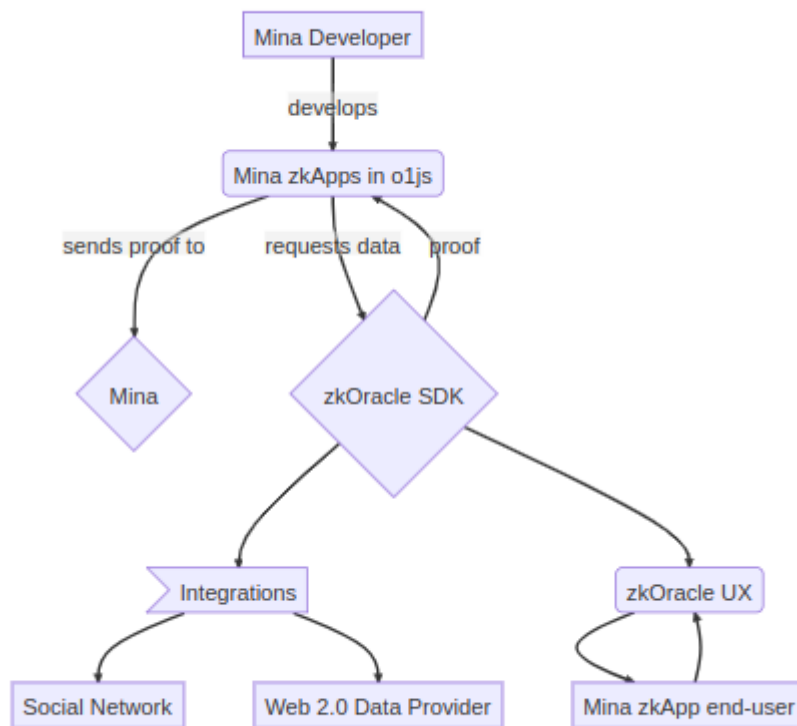 Mina Developer
develops
Mina zkApps in o1js
sends proof to
requests data
proof
Mina
zkOracle SDK
Integrations
zkOracle UX
Social Network
Web 2.0 Data Provider
Mina zkApp end-user